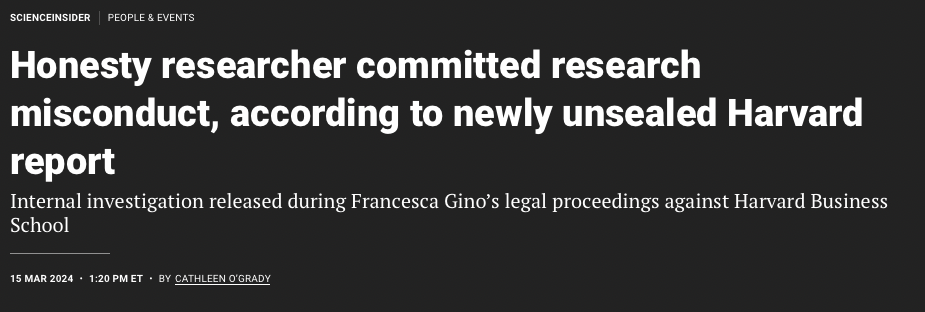 SCIENCEINSIDER | PEOPLE & EVENTS
Honesty researcher committed research
misconduct, according to newly unsealed Harvard
report
Internal investigation released during Francesca Gino’s legal proceedings against Harvard Business
School
15 MAR 2024 • 1:20 PM ET • BY CATHLEEN O'GRADY